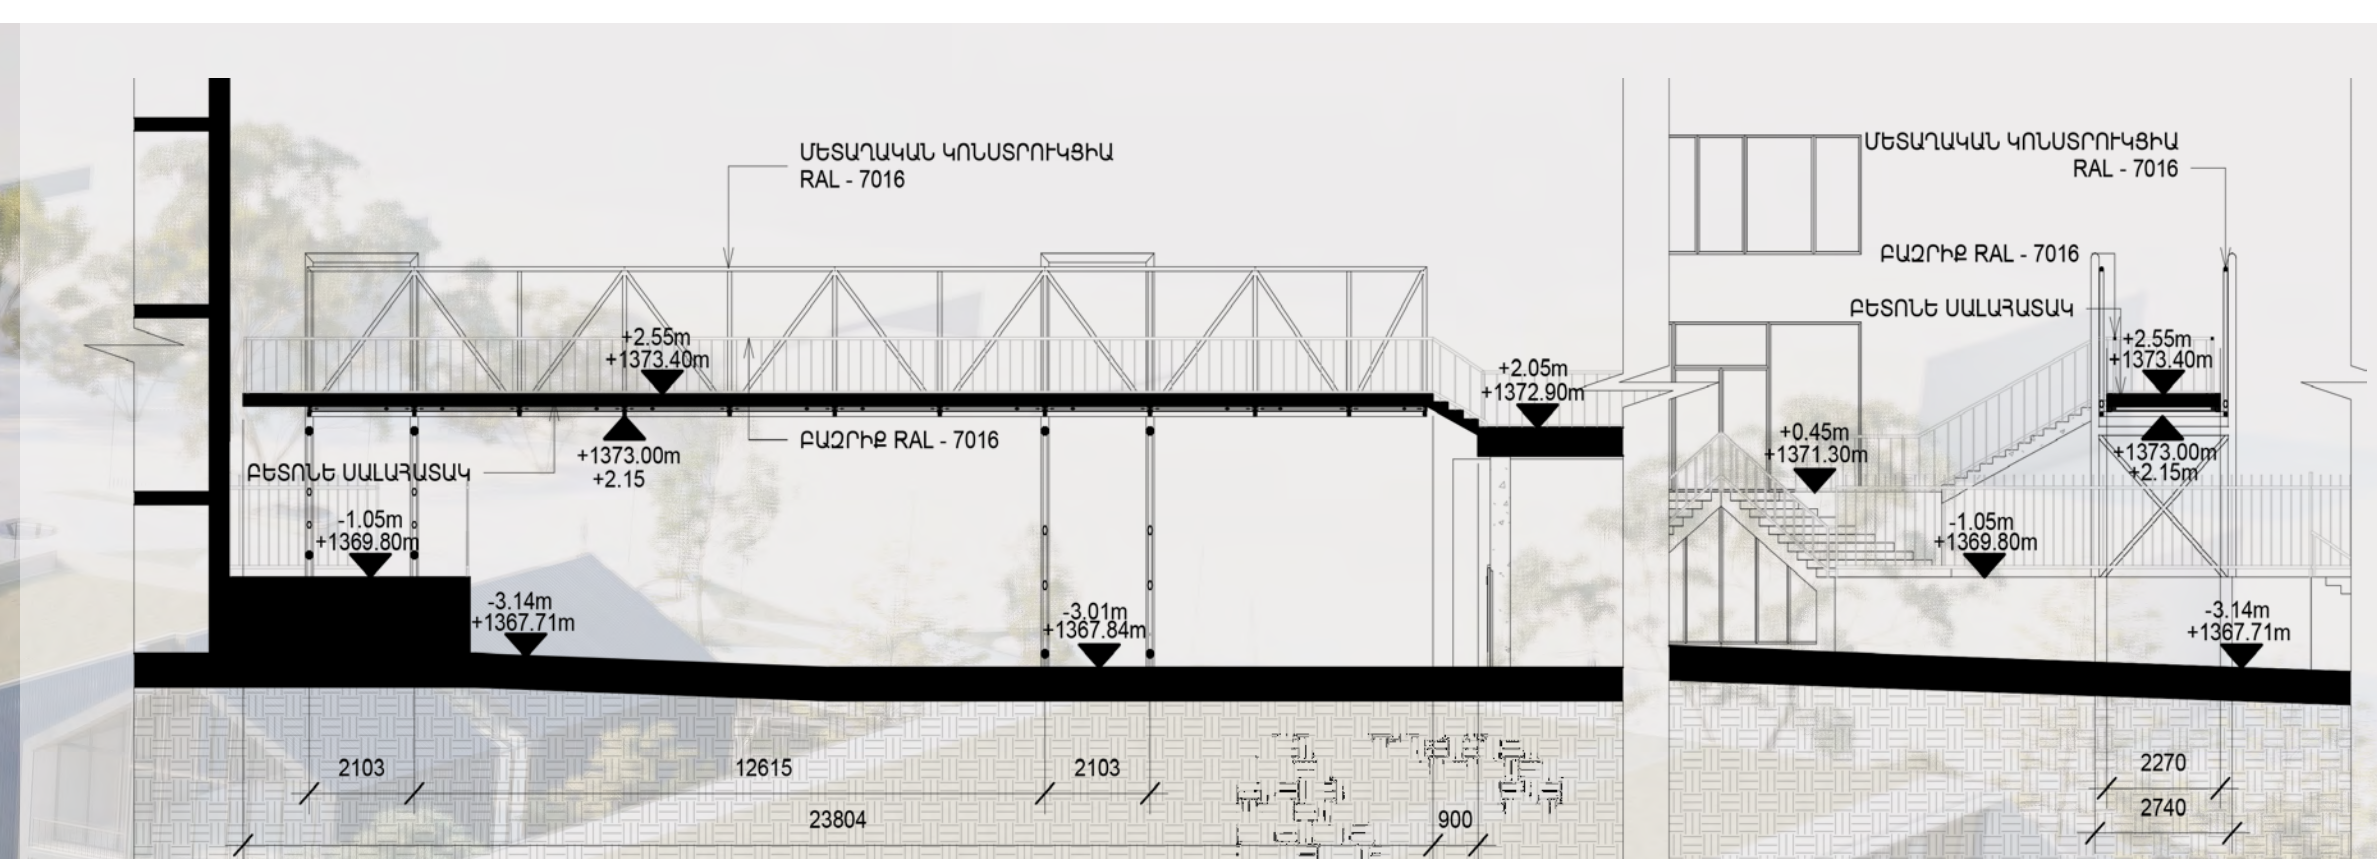 ՄԵՏԱՂԱԿԱՆ ԿՈՆՍՏՐՈՒԿՑԻԱ
RAL - 7016
+2.55m
+1373.40m
+2.05m
+1372.90m
ԲԱԶՐԻՔ RAL - 7016
+1373.00m
+2.15
ԲԵՏՈՆԵ ՍԱԼԱՀԱՏԱԿ
-1.05m
+1369.80m
-3.14m
+1367.71m
-3.01m
+1367.84m
2103
12615
2103
23804
900
ՄԵՏԱՂԱԿԱՆ ԿՈՆՍՏՐՈՒԿՑԻԱ
RAL - 7016
ԲԱԶՐԻՔ RAL - 7016
ԲԵՏՈՆԵ ՍԱԼԱՀԱՏԱԿ
+2.55m
+1373.40m
+0.45m
+1371.30m
+1373.00m
+2.15m
-1.05m
+1369.80m
-3.14m
+1367.71m
2270
2740